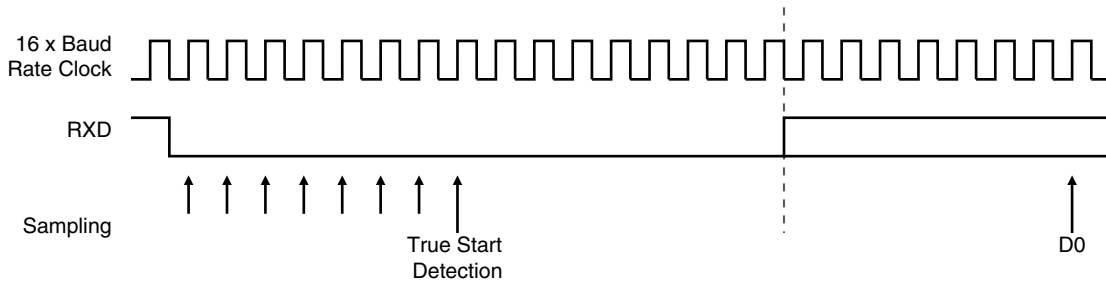 16 x Baud
Rate Clock
RXD
Sampling
True Start
Detection
D0